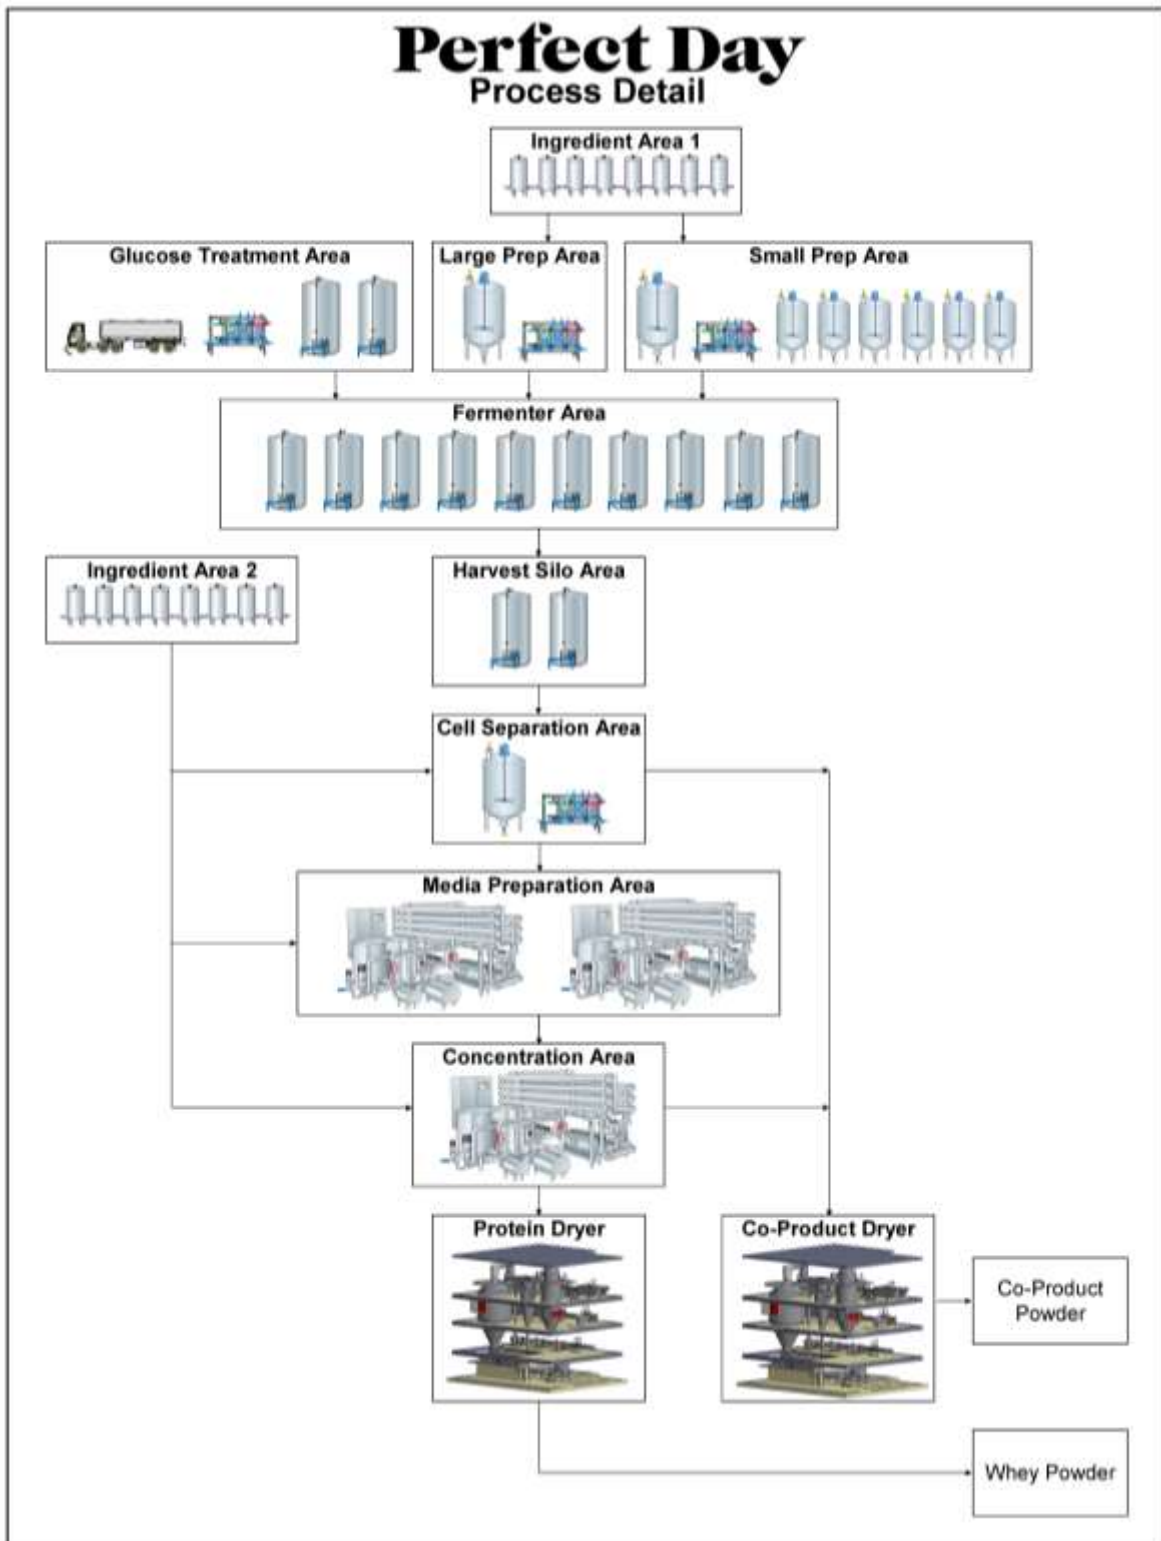 Perfect Day
Process Detail
Ingredient Area 1
Glucose Treatment Area
Large Prep Area
Small Prep Area
Fermenter Area
Ingredient Area 2
Harvest Silo Area
Cell Separation Area
Media Preparation Area
Concentration Area
Protein Dryer
Co-Product Dryer
Co-Product
Powder
Whey Powder